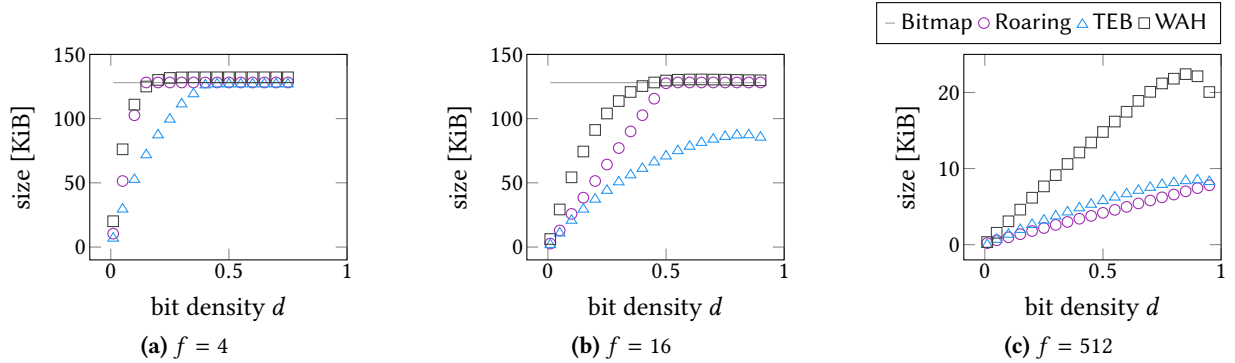 Bitmap Roaring TEB WAH
150
100
50
0
size [KiB]
0 0.5 1
bit density d
(a) f = 4
150
100
50
0
size [KiB]
0 0.5 1
bit density d
(b) f = 16
20
10
0
size [KiB]
0 0.5 1
bit density d
(c) f = 512